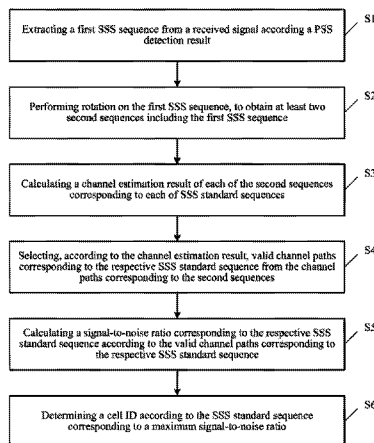 Extracting a first SSS sequence from a received signal according a PSS
detection result
S1
Performing rotation on the first SSS sequence, to obtain at least two
second sequences including the first SSS sequence
S2
Calculating a channel estimation result of each of the second sequences
corresponding to each of SSS standard sequences
S3
Selecting, according to the channel estimation result, valid channel paths
corresponding to the respective SSS standard sequence from the channel
paths corresponding to the second sequences
S4
Calculating a signal-to-noise ratio corresponding to the respective SSS
standard sequence according to the valid channel paths corresponding to
the respective SSS standard sequence
S5
Determining a cell ID according to the SSS standard sequence
corresponding to a maximum signal-to-noise ratio
S6